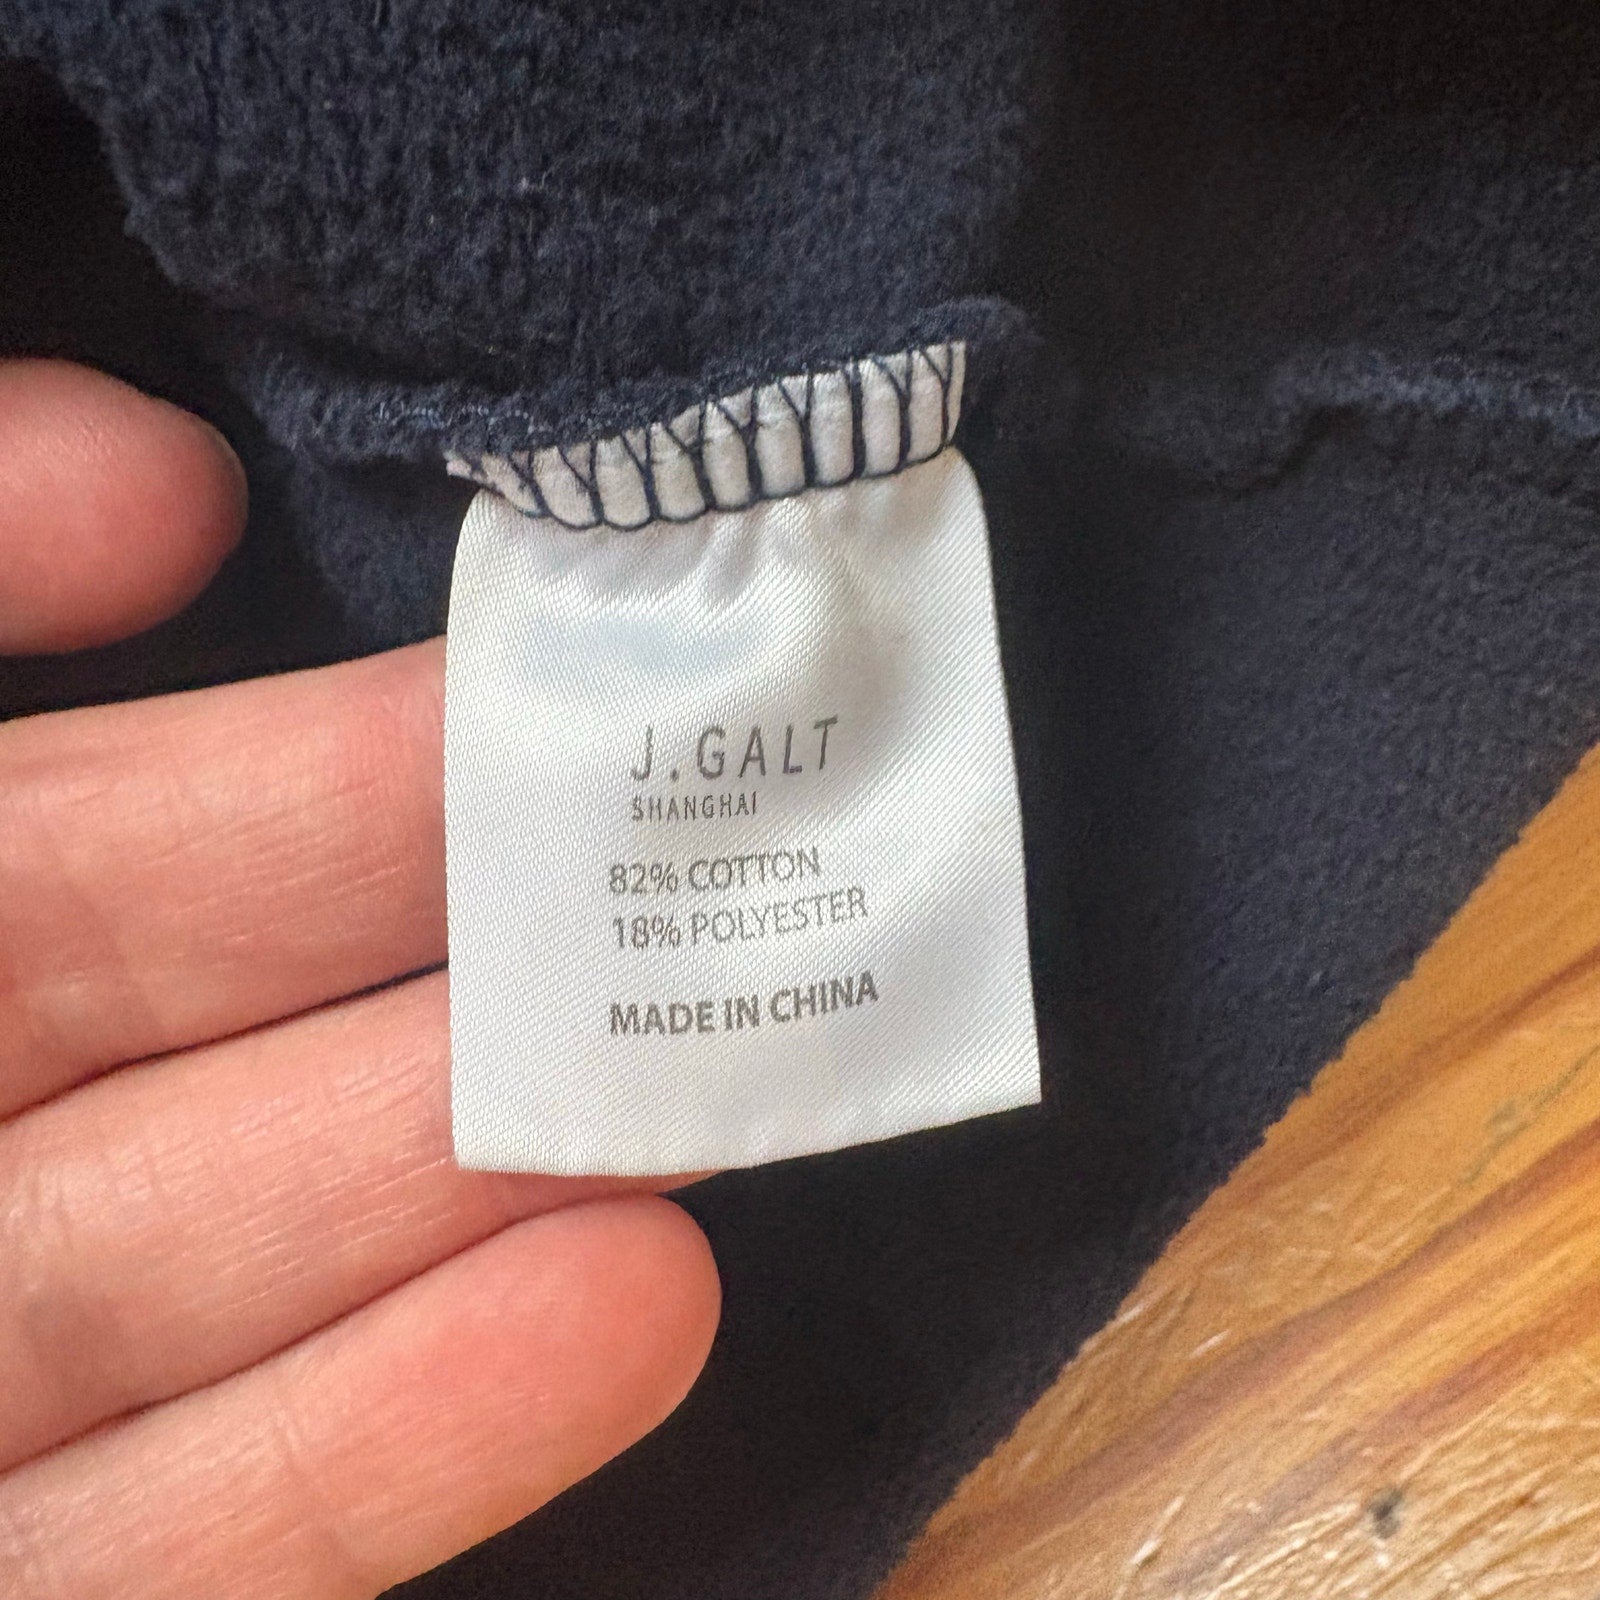 J.GALT
SHANGHAI
82% COTTON
18% POLYESTER
MADE IN CHINA